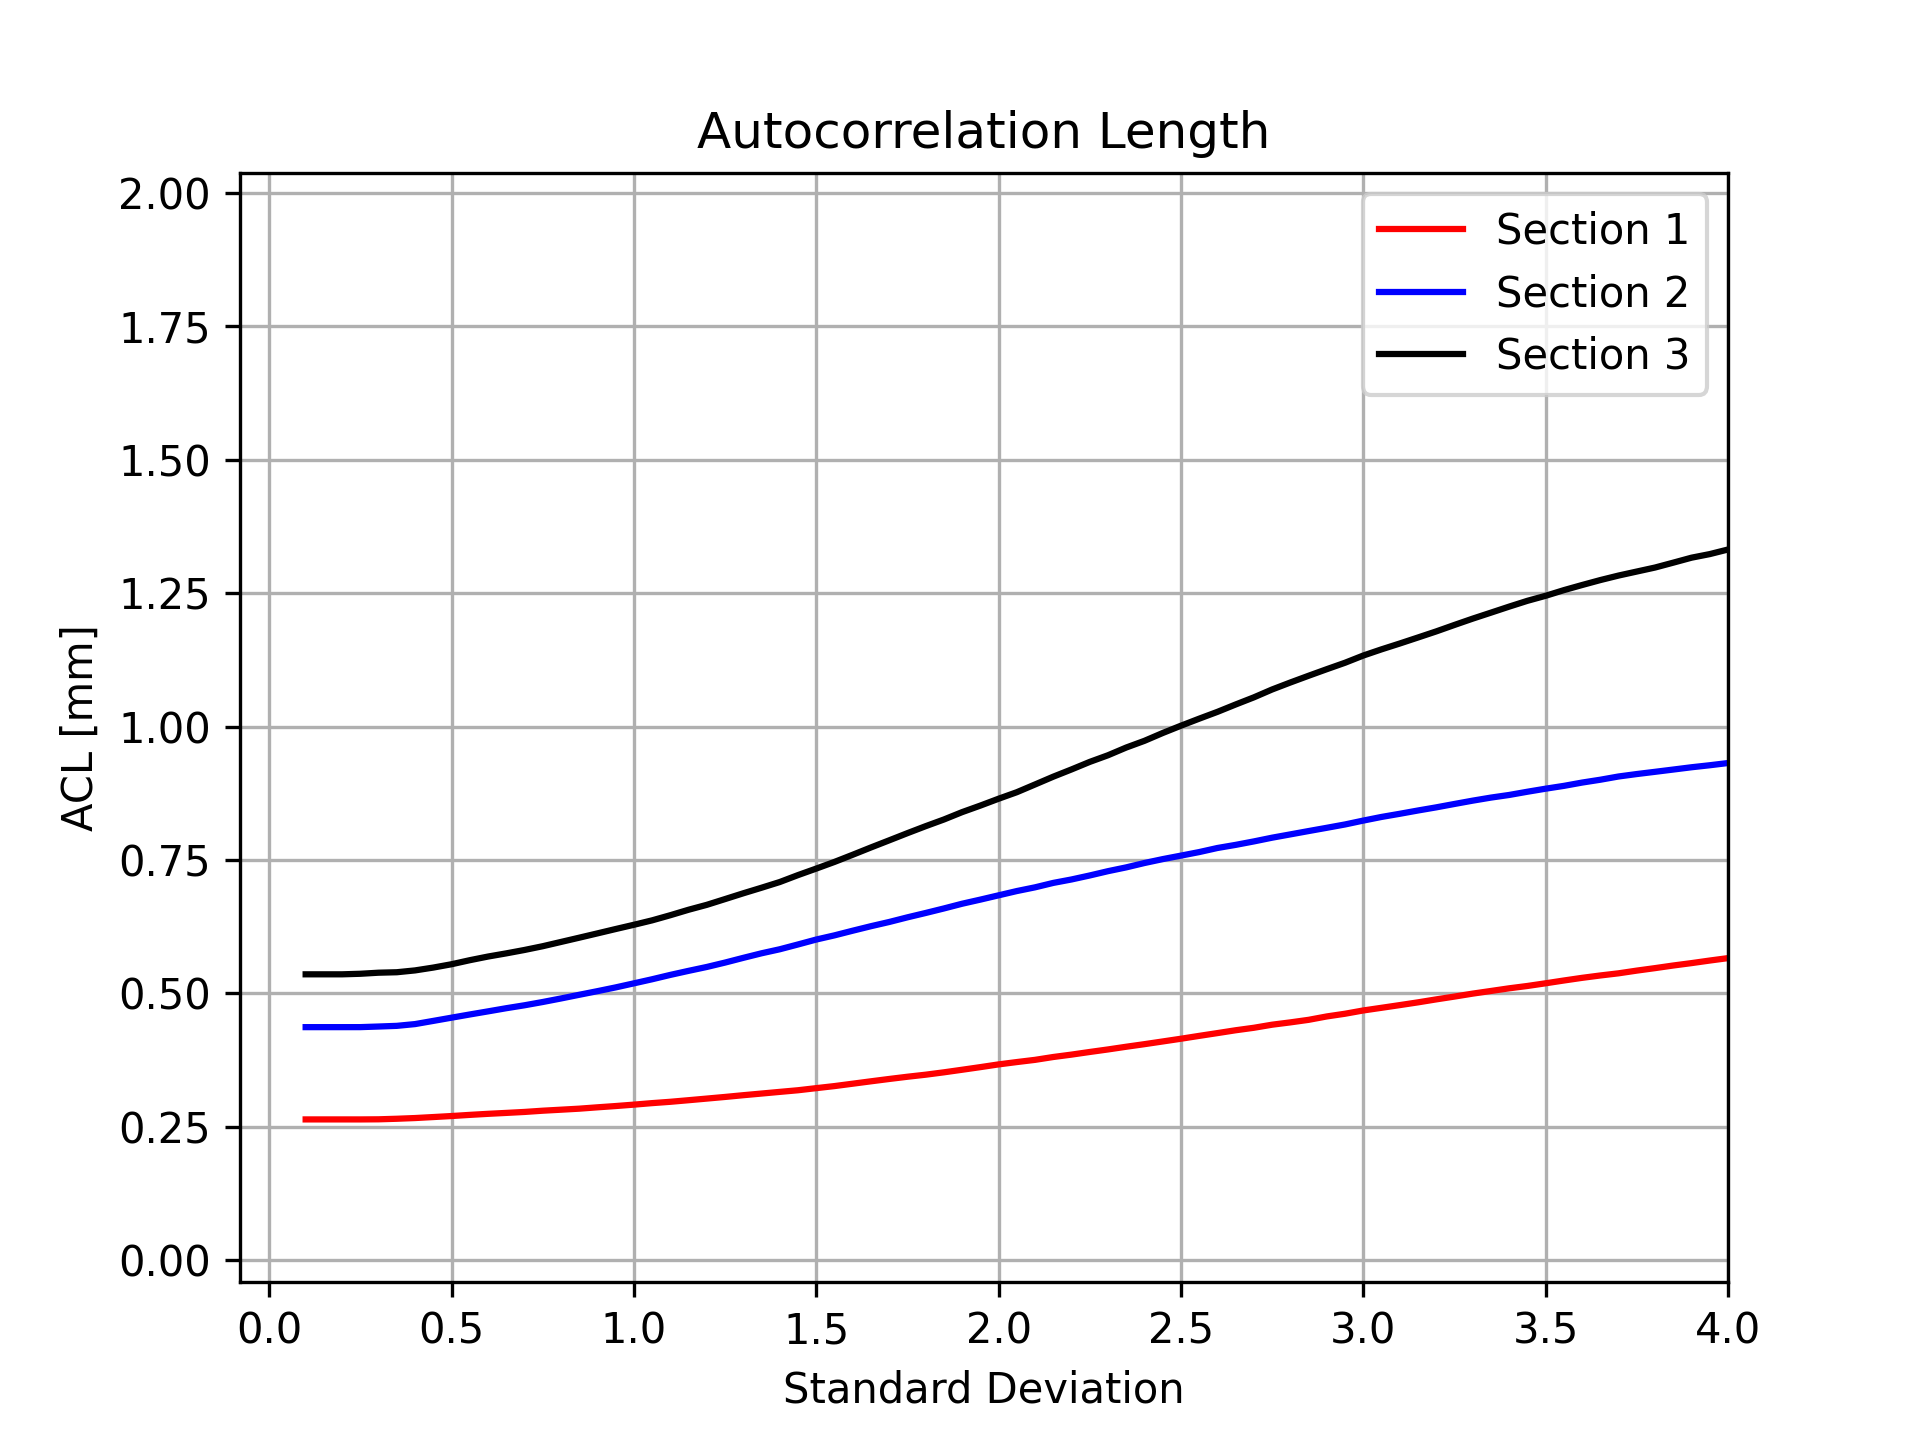 Autocorrelation Length
2.00
1.75
1.50
1.25
1.00
0.75
0.50
0.25
0.00
ACL [mm]
Section 1
Section 2
Section 3
0.0 0.5 1.0 1.5 2.0 2.5 3.0 3.5 4.0
Standard Deviation